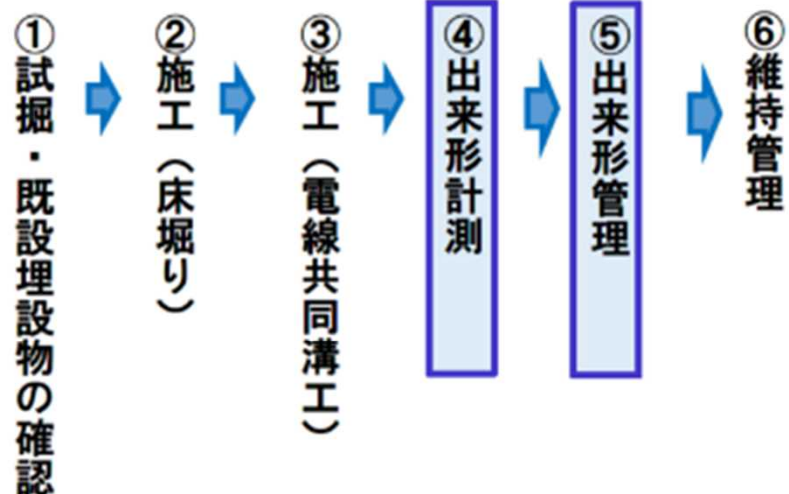 ①試掘・既設埋設物の確認
②施工（床堀り）
③施工（電線共同溝工）
④出来形計測
⑤出来形管理
⑥維持管理